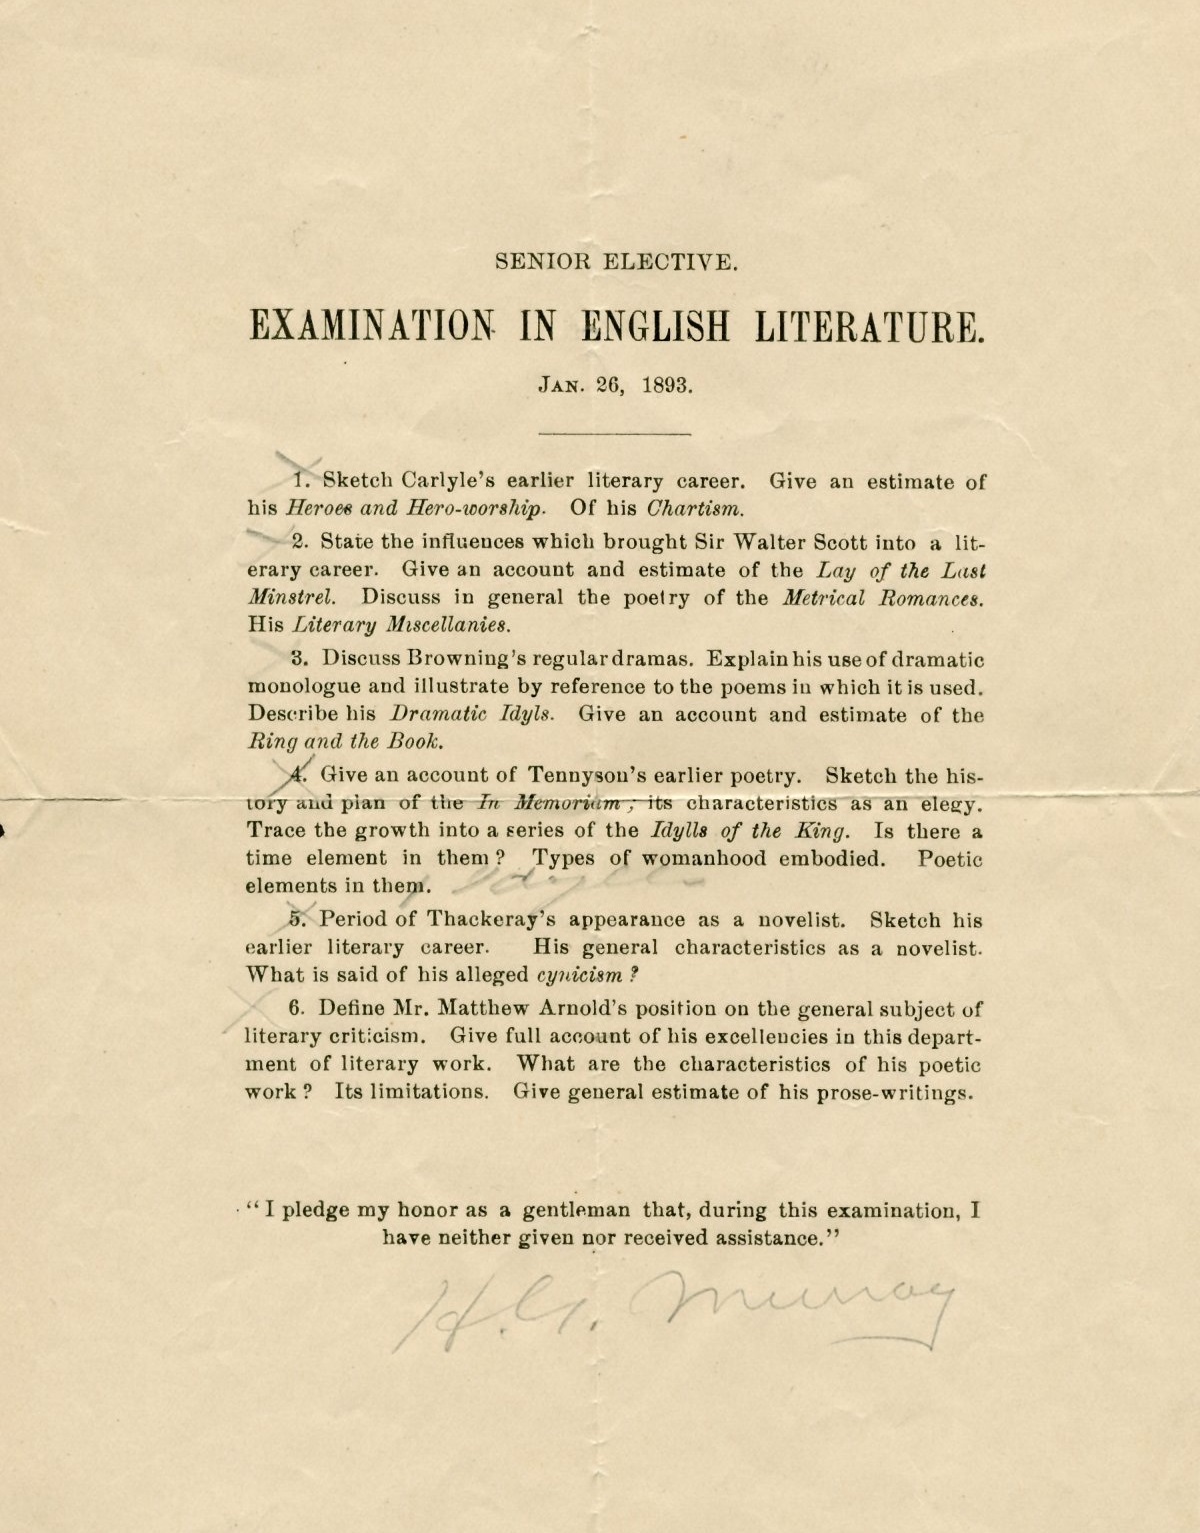 SENIOR ELECTIVE.
EXAMINATION IN ENGLISH LITERATURE.
JAN. 26, 1893.
1. Sketch Carlyle's earlier literary career. Give an estimate of
his Heroes and Hero-worship. Of his Chartism.
2. State the influences which brought Sir Walter Scott into a lit-
erary career. Give an account and estimate of the Lay of the Last
Minstrel. Discuss in general the poetry of the Metrical Romances.
His Literary Miscellanies.
3. Discuss Browning's regular dramas. Explain his use of dramatic
monologue and illustrate by reference to the poems in which it is used.
Describe his Dramatic Idyls. Give an account and estimate of the
Ring and the Book.
4. Give an account of Tennyson's earlier poetry. Sketch the his-
tory and plan of the In Memoriam; its characteristics as an elegy.
Trace the growth into a series of the Idylls of the King. Is there a
time element in them? Types of womanhood embodied. Poetic
elements in them.
5. Period of Thackeray's appearance as a novelist. Sketch his
earlier literary career. His general characteristics as a novelist.
What is said of his alleged cynicism?
6. Define Mr. Matthew Arnold's position on the general subject of
literary criticism. Give full account of his excellencies in this depart-
ment of literary work. What are the characteristics of his poetic
work? Its limitations. Give general estimate of his prose-writings.
"I pledge my honor as a gentleman that, during this examination, I
have neither given nor received assistance."
H. G. Murray